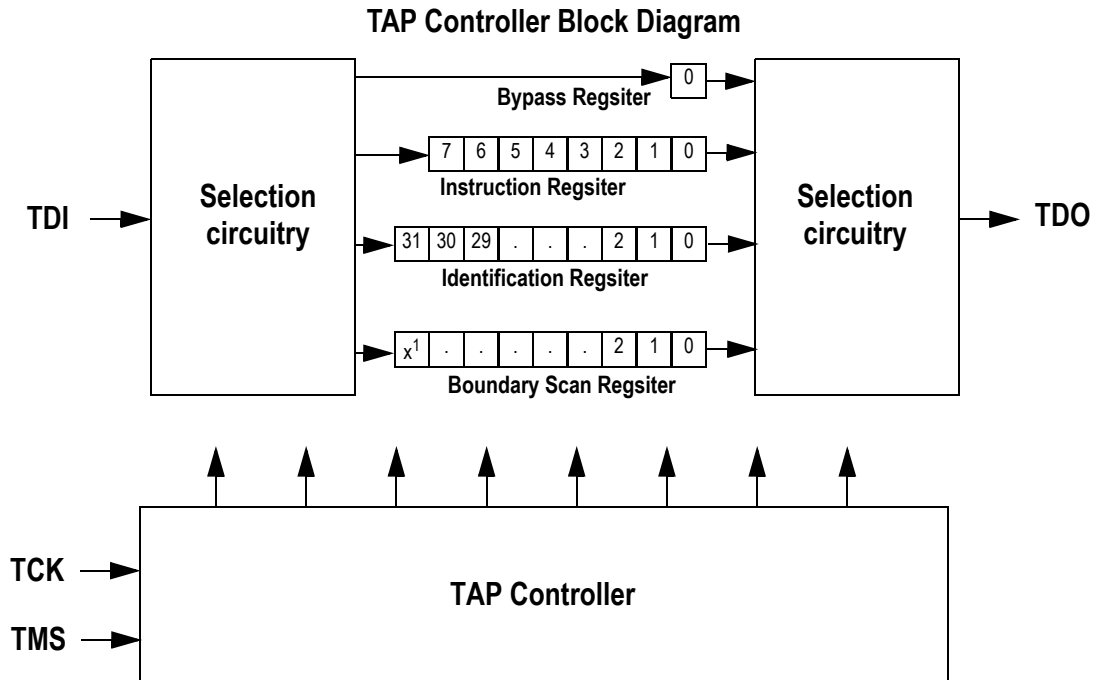 TAP Controller Block Diagram
0
Bypass Regsiter
7 6 5 4 3 2 1 0
Instruction Regsiter
TDI
Selection
circuitry
31 30 29 . . . 2 1 0
Identification Regsiter
Selection
circuitry
TDO
x¹ . . . . . 2 1 0
Boundary Scan Regsiter
TCK
TMS
TAP Controller